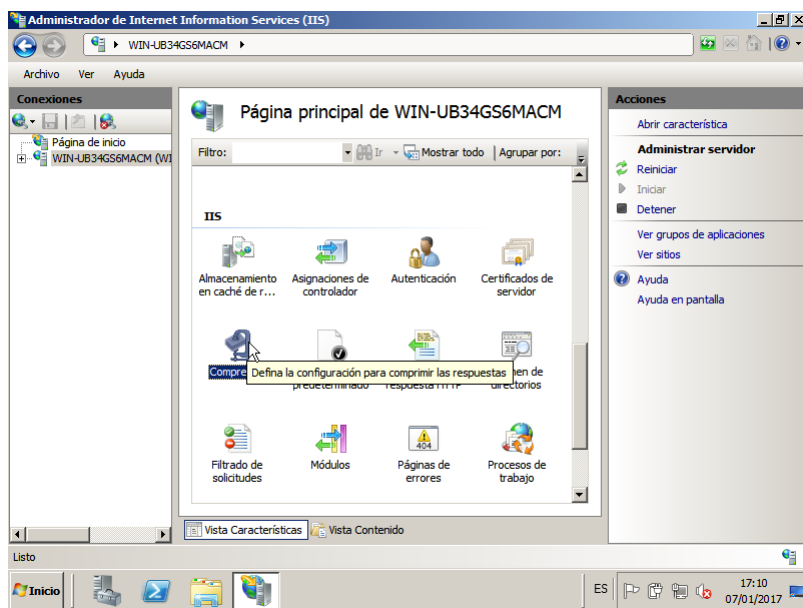 Administrador de Internet Information Services (IIS)
WIN-UB34GS6MACM
Archivo Ver Ayuda
Conexiones
Página de inicio
WIN-UB34GS6MACM (WI
Página principal de WIN-UB34GS6MACM
Filtro: Ir Mostrar todo Agrupar por:
IIS
Almacenamiento
en caché de r...
Asignaciones de
controlador
Autenticación
Certificados de
servidor
Compre
Defina la configuración para comprimir las respuestas
predeterminado
respuesta HTTP
directorios
Filtrado de
solicitudes
Módulos
404
Páginas de
errores
Procesos de
trabajo
Vista Características Vista Contenido
Acciones
Abrir característica
Administrar servidor
Reiniciar
Iniciar
Detener
Ver grupos de aplicaciones
Ver sitios
Ayuda
Ayuda en pantalla
Listo
Inicio
ES
17:10
07/01/2017